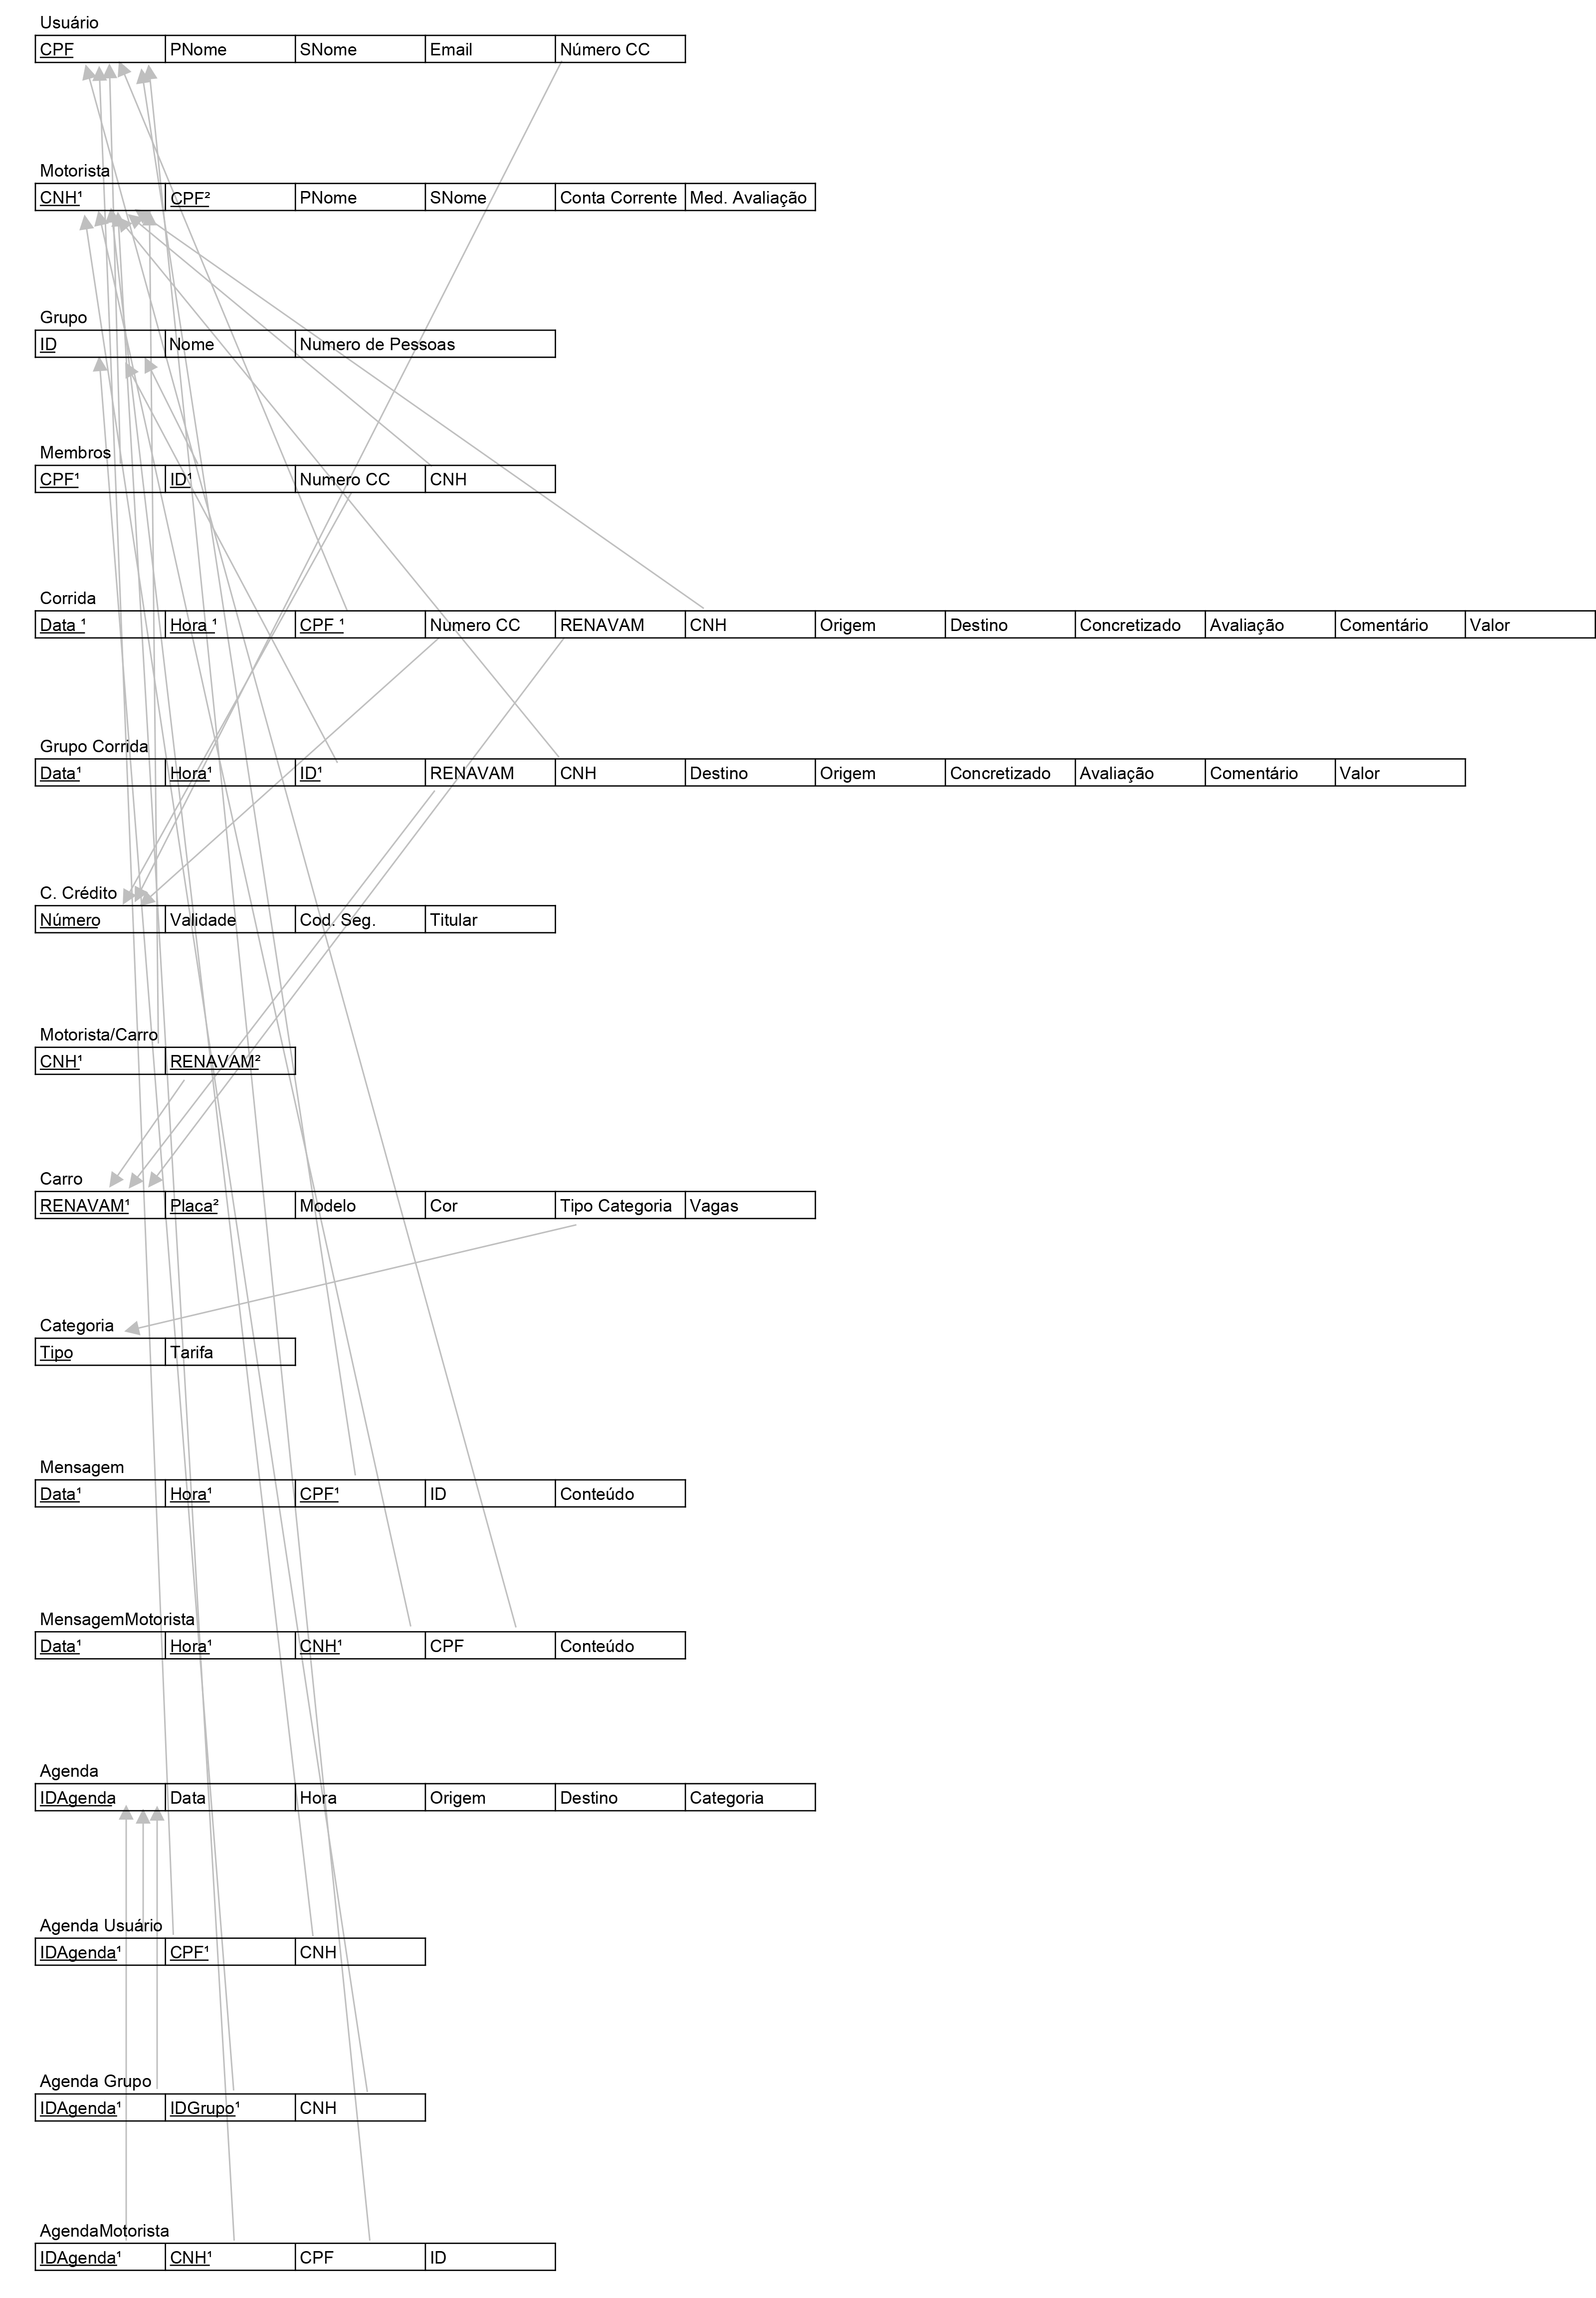 Usuário
CPF PNome SNome Email Número CC
Motorista
CNH¹ CPF² PNome SNome Conta Corrente Med. Avaliação
Grupo
ID Nome Numero de Pessoas
Membros
CPF¹ ID¹ Numero CC CNH
Corrida
Data ¹ Hora ¹ CPF ¹ Numero CC RENAVAM CNH Origem Destino Concretizado Avaliação Comentário Valor
Grupo Corrida
Data¹ Hora¹ ID¹ RENAVAM CNH Destino Origem Concretizado Avaliação Comentário Valor
C. Crédito
Número Validade Cod. Seg. Titular
Motorista/Carro
CNH¹ RENAVAM²
Carro
RENAVAM¹ Placa² Modelo Cor Tipo Categoria Vagas
Categoria
Tipo Tarifa
Mensagem
Data¹ Hora¹ CPF¹ ID Conteúdo
MensagemMotorista
Data¹ Hora¹ CNH¹ CPF Conteúdo
Agenda
IDAgenda Data Hora Origem Destino Categoria
Agenda Usuário
IDAgenda¹ CPF¹ CNH
Agenda Grupo
IDAgenda¹ IDGrupo¹ CNH
AgendaMotorista
IDAgenda¹ CNH¹ CPF ID